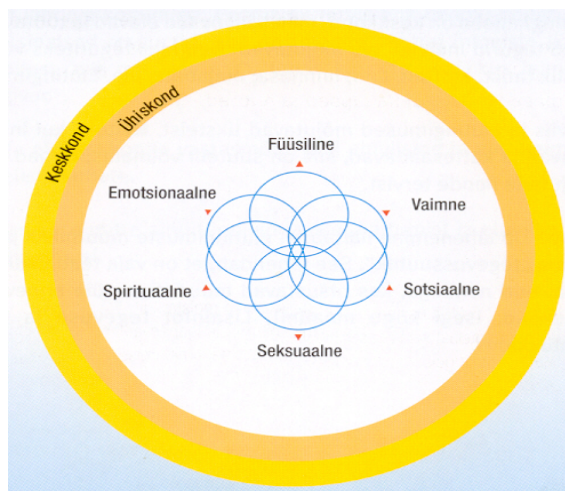 Keskkond
Ühiskond
Füüsiline
Emotsionaalne
Vaimne
Spirituaalne
Sotsiaalne
Seksuaalne